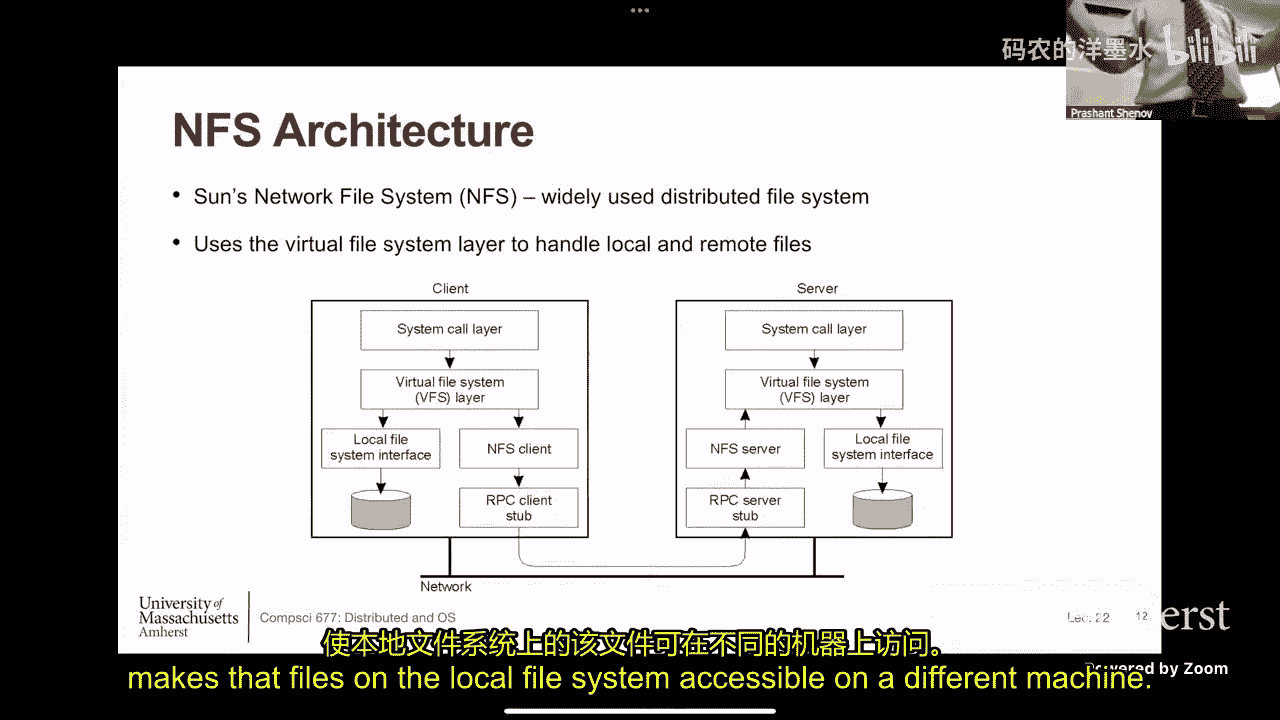 码农的洋墨水 bilibili
Prashant Shenoy
NFS Architecture
• Sun's Network File System (NFS) – widely used distributed file system
• Uses the virtual file system layer to handle local and remote files
Client
Server
System call layer
System call layer
Virtual file system
(VFS) layer
Virtual file system
(VFS) layer
Local file
system interface
NFS client
NFS server
Local file
system interface
RPC client
stub
RPC server
stub
Network
University of
Massachusetts
Amherst
Compsci 677: Distributed and OS
Lec. 22
12
erst
使本地文件系统上的该文件可在不同的机器上访问。
makes that files on the local file system accessible on a different machine.
Powered by Zoom